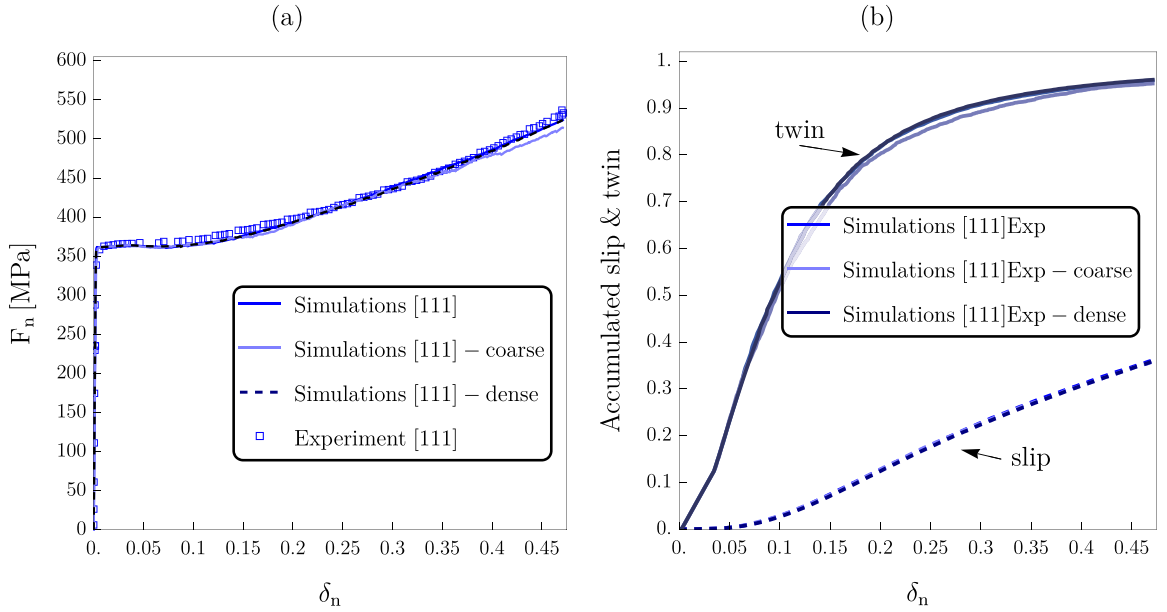 (a)
F_n [MPa]
600
550
500
450
400
350
300
250
200
150
100
50
0
0.
0.05
0.1
0.15
0.2
0.25
0.3
0.35
0.4
0.45
δ_n
Simulations [111]
Simulations [111] – coarse
Simulations [111] – dense
Experiment [111]
(b)
Accumulated slip & twin
1.
0.9
0.8
0.7
0.6
0.5
0.4
0.3
0.2
0.1
0.
0.
0.05
0.1
0.15
0.2
0.25
0.3
0.35
0.4
0.45
δ_n
twin
Simulations [111]Exp
Simulations [111]Exp – coarse
Simulations [111]Exp – dense
slip